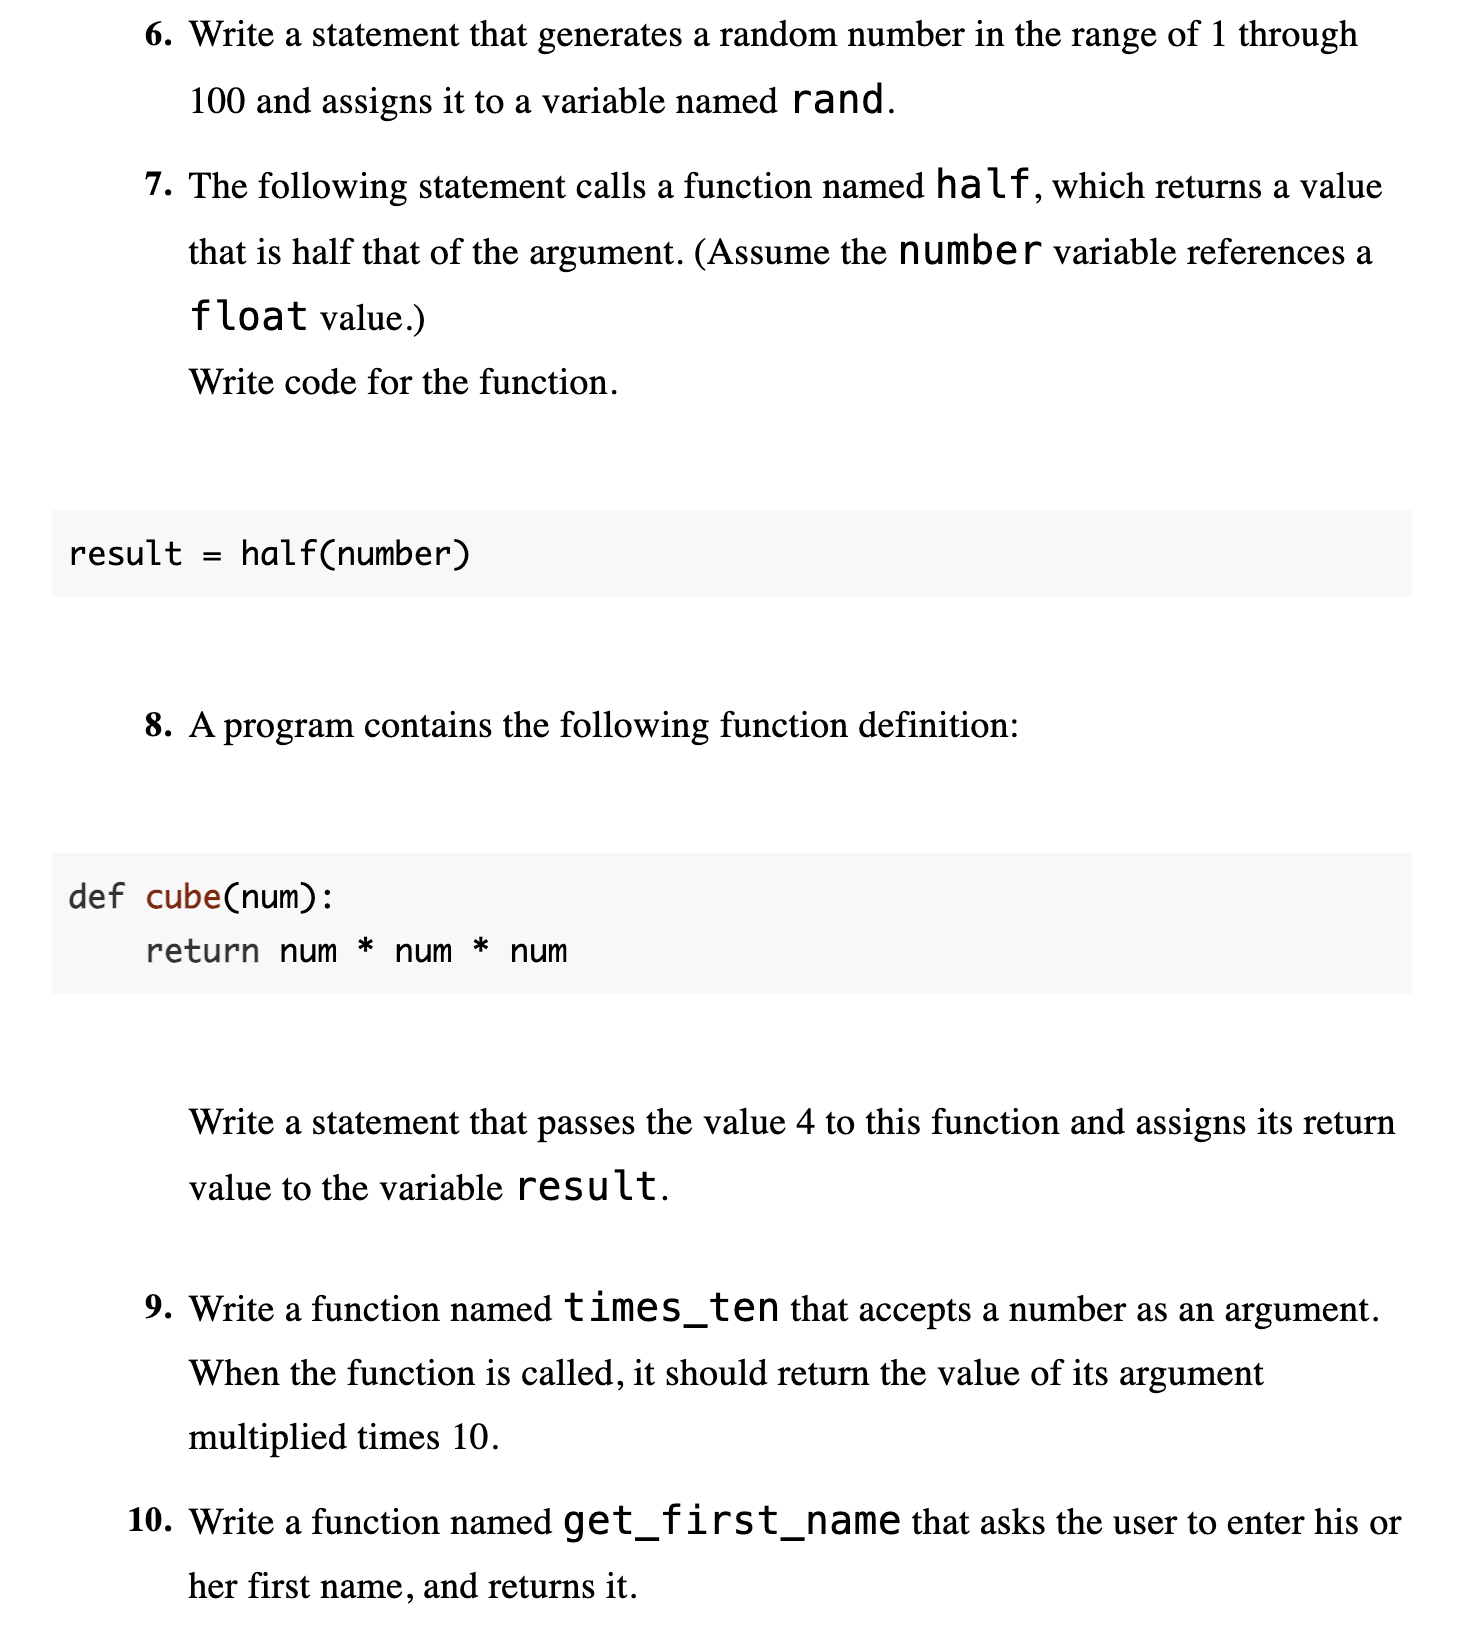 6. Write a statement that generates a random number in the range of 1 through
100 and assigns it to a variable named rand.
7. The following statement calls a function named half, which returns a value
that is half that of the argument. (Assume the number variable references a
float value.)
Write code for the function.
result = half(number)
8. A program contains the following function definition:
def cube(num):
    return num * num * num
Write a statement that passes the value 4 to this function and assigns its return
value to the variable result.
9. Write a function named times_ten that accepts a number as an argument.
When the function is called, it should return the value of its argument
multiplied times 10.
10. Write a function named get_first_name that asks the user to enter his or
her first name, and returns it.